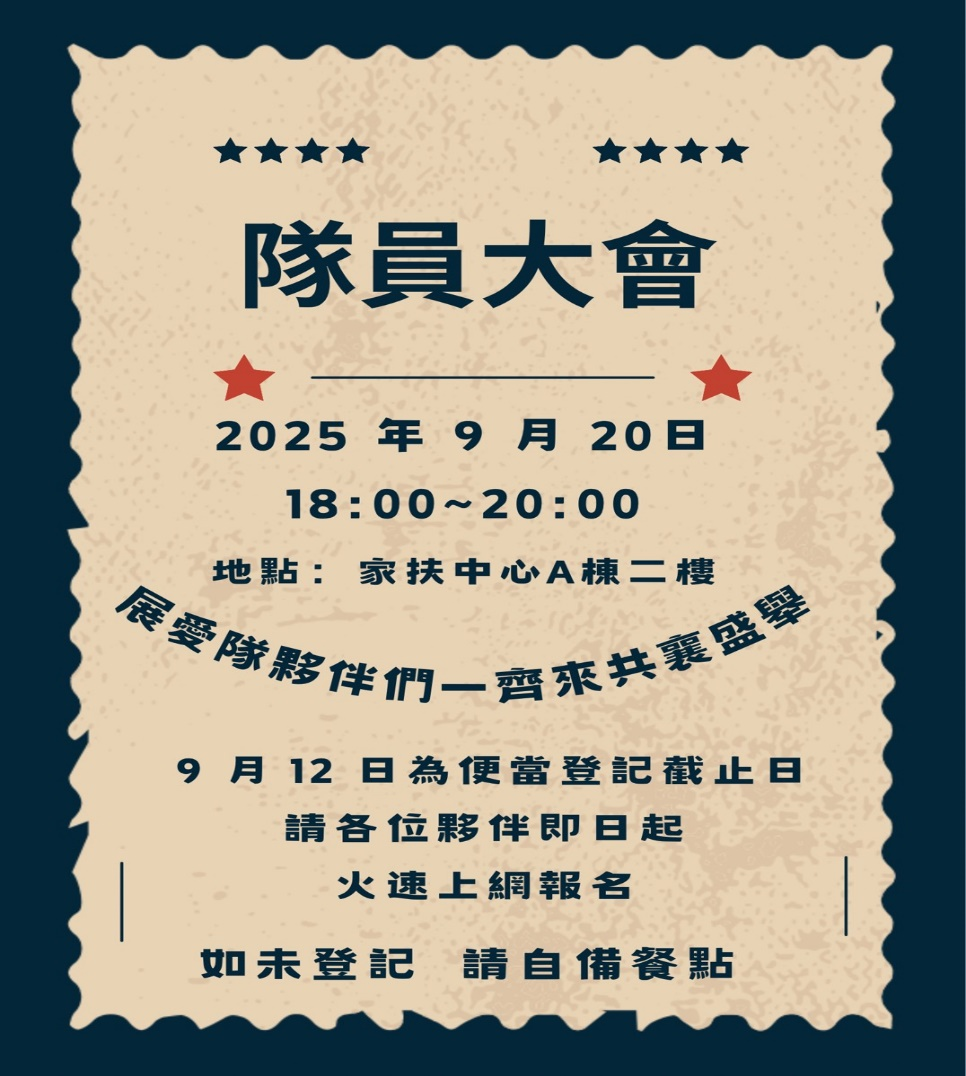 隊員大會
2025 年 9 月 20日
18:00~20:00
地點: 家扶中心A棟二樓
展愛隊夥伴們一齊來共襄盛舉
9 月 12 日為便當登記截止日
請各位夥伴即日起
火速上網報名
如未登記 請自備餐點